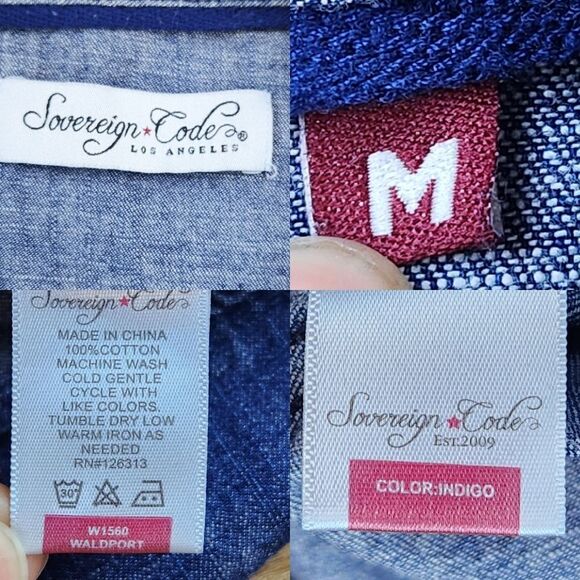 Sovereign★Code®
LOS ANGELES
M
Sovereign★Code
MADE IN CHINA
100%COTTON
MACHINE WASH
COLD GENTLE
CYCLE WITH
LIKE COLORS.
TUMBLE DRY LOW
WARM IRON AS
NEEDED
RN#126313
30°
W1560
WALDPORT
Sovereign★Code
EST.2009
COLOR:INDIGO